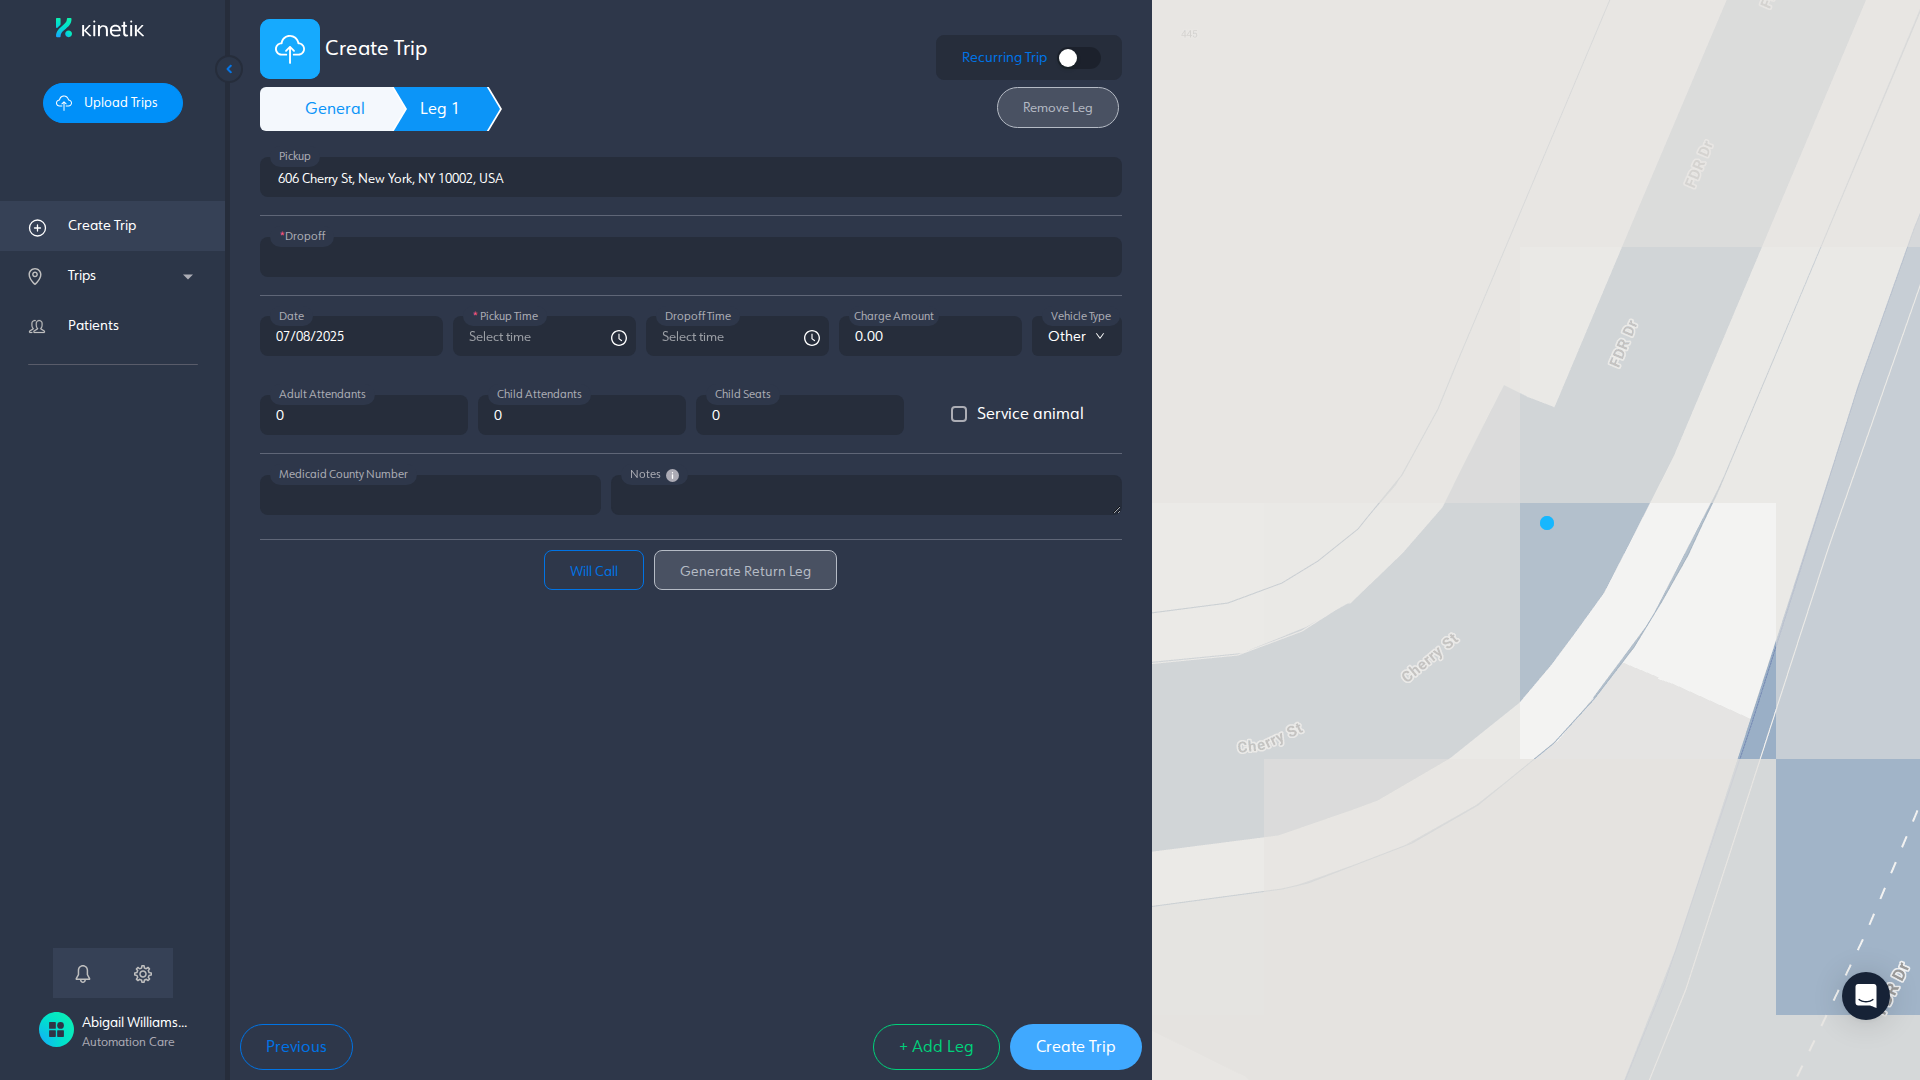 kinetik
Upload Trips
Create Trip
Trips
Patients
Abigail Williams...
Automation Care
Create Trip
Recurring Trip
General
Leg 1
Remove Leg
Pickup
606 Cherry St, New York, NY 10002, USA
*Dropoff
Date
07/08/2025
* Pickup Time
Select time
Dropoff Time
Select time
Charge Amount
0.00
Vehicle Type
Other
Adult Attendants
0
Child Attendants
0
Child Seats
0
Service animal
Medicaid County Number
Notes
Will Call
Generate Return Leg
Previous
+ Add Leg
Create Trip
445
FDR Dr
FDR Dr
Cherry St
Cherry St